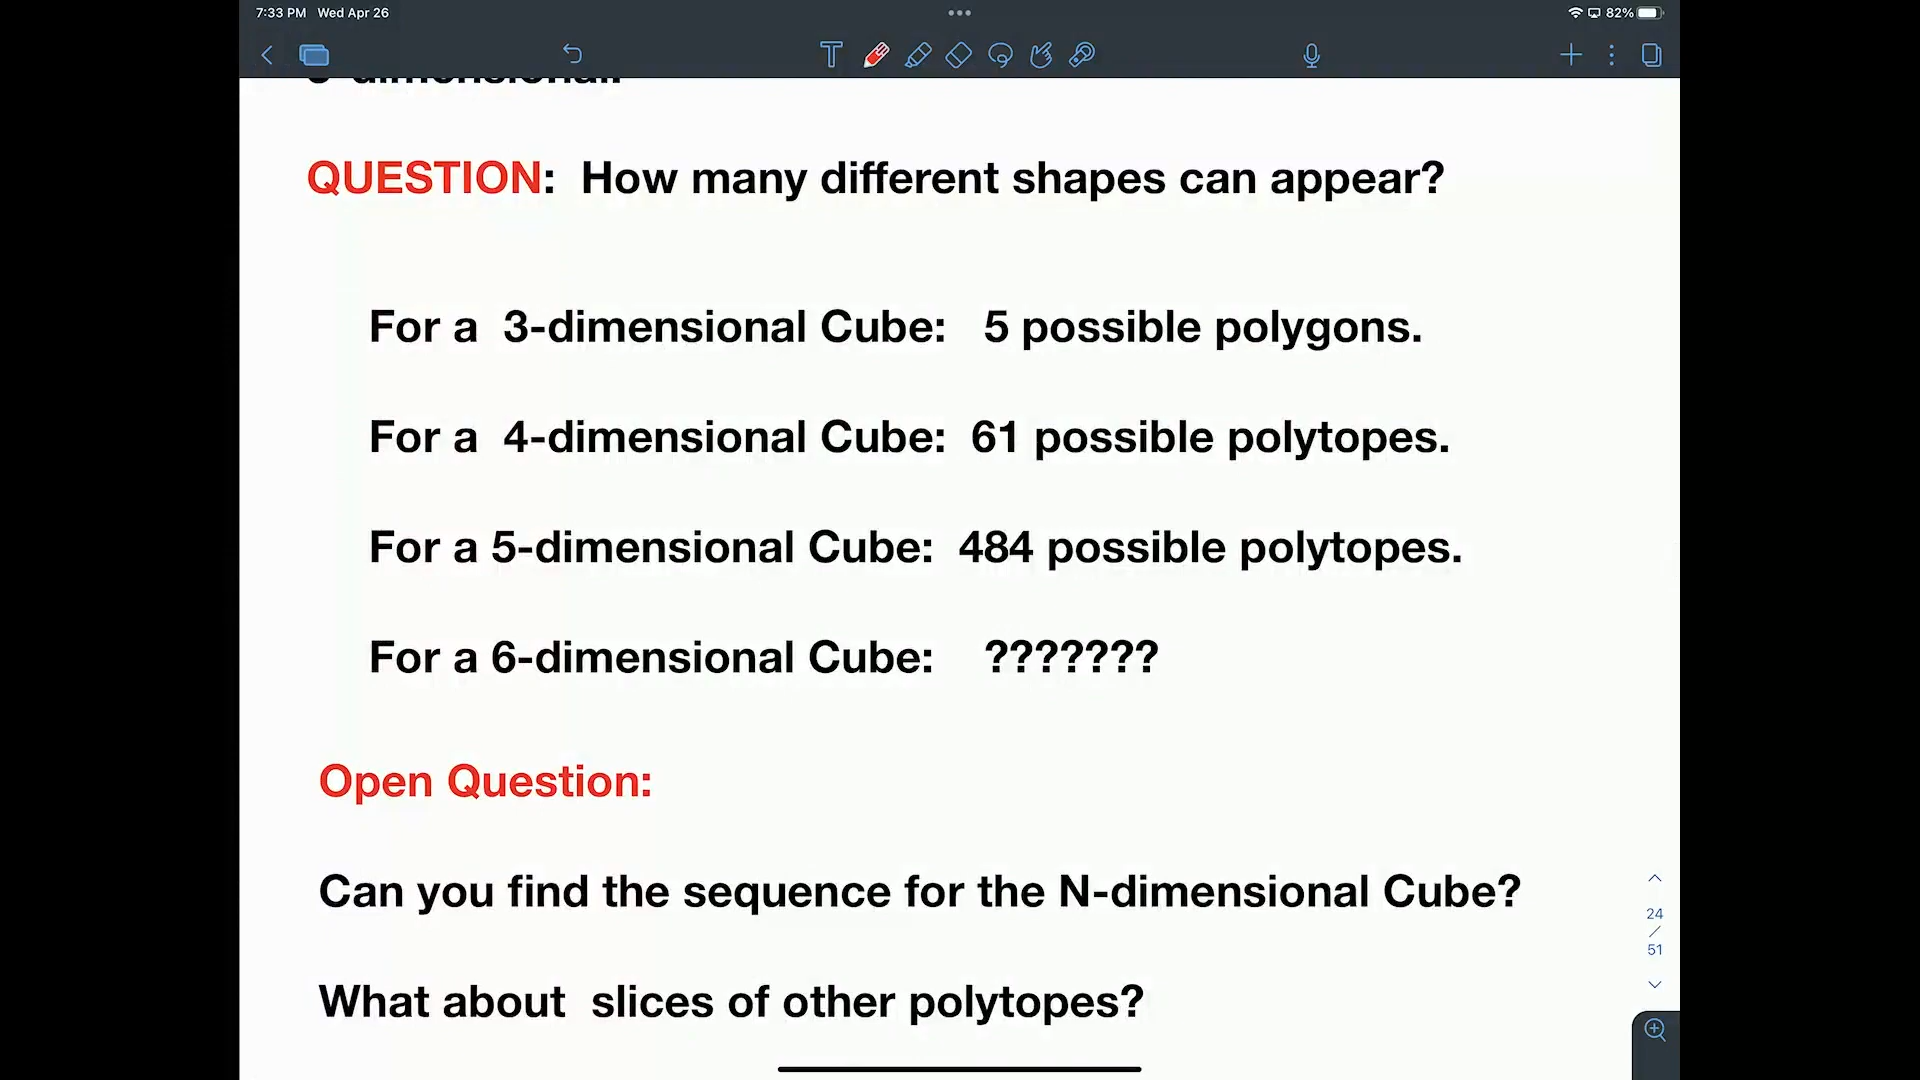 7:33 PM Wed Apr 26
82%
QUESTION: How many different shapes can appear?
For a 3-dimensional Cube: 5 possible polygons.
For a 4-dimensional Cube: 61 possible polytopes.
For a 5-dimensional Cube: 484 possible polytopes.
For a 6-dimensional Cube: ???????
Open Question:
Can you find the sequence for the N-dimensional Cube?
24
/
51
What about slices of other polytopes?